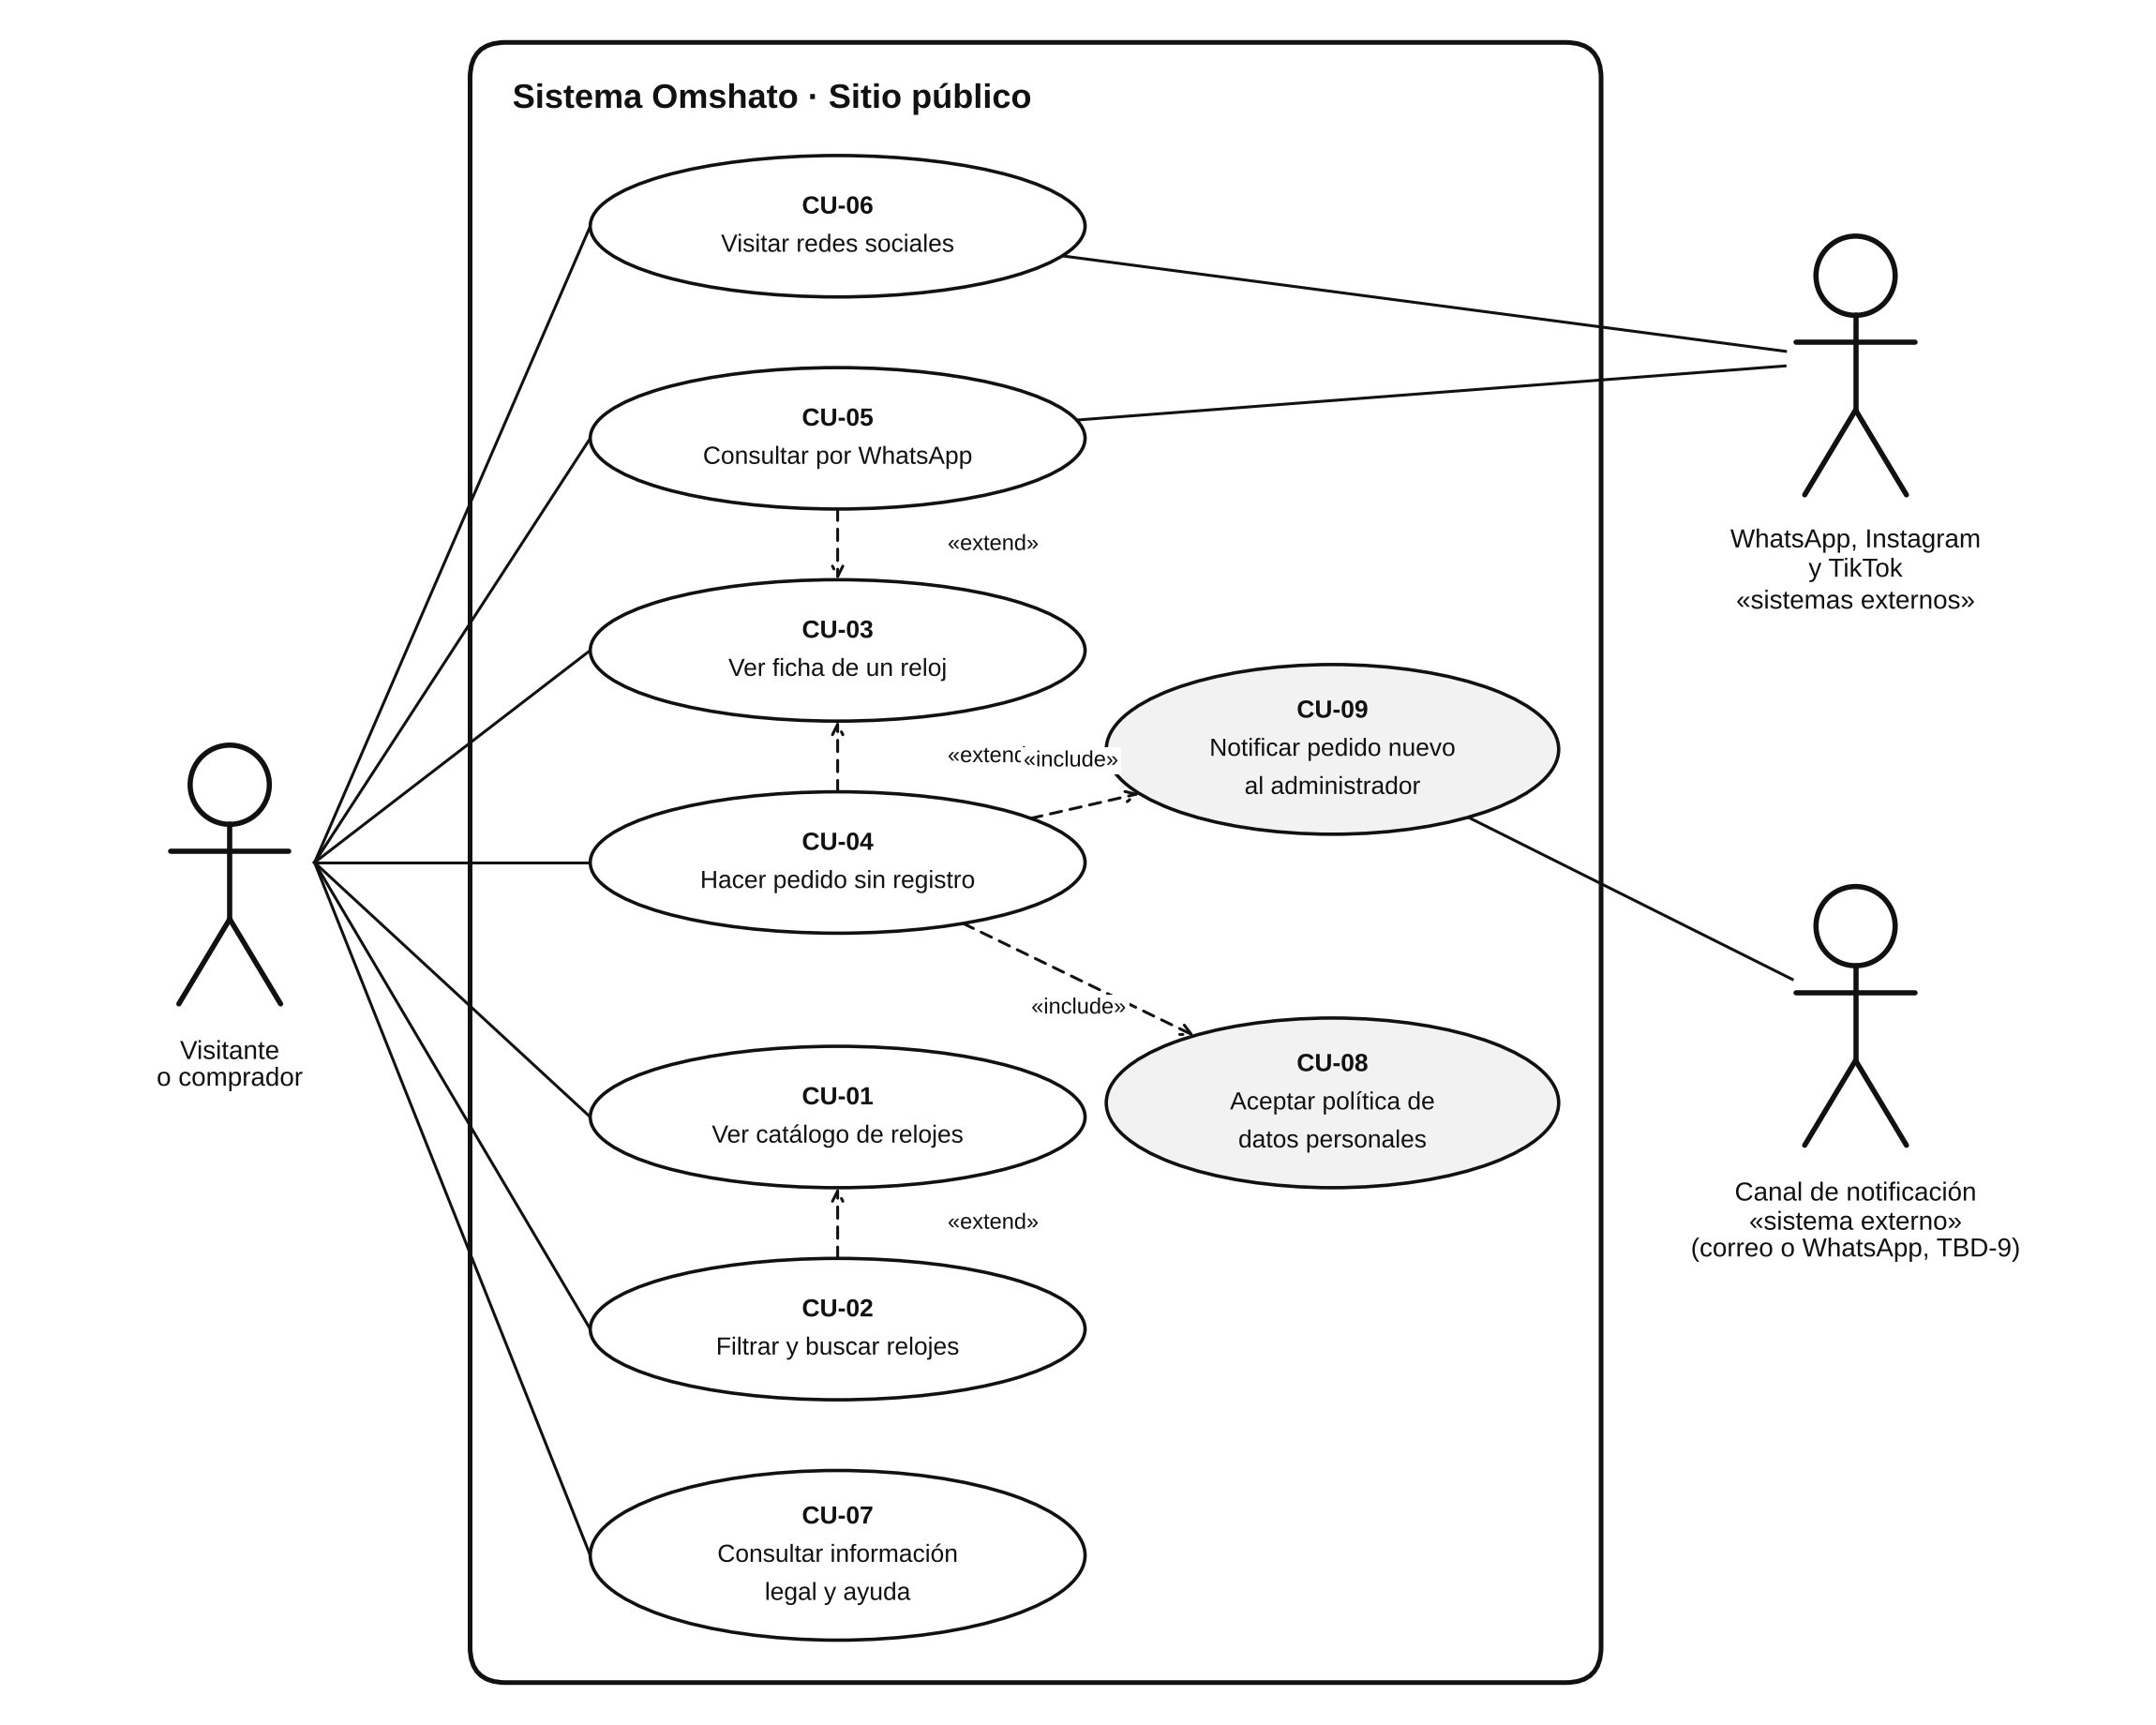 Sistema Omshato · Sitio público
CU-06
Visitar redes sociales
CU-05
Consultar por WhatsApp
«extend»
WhatsApp, Instagram
y TikTok
«sistemas externos»
CU-03
Ver ficha de un reloj
CU-09
Notificar pedido nuevo
al administrador
«extend
«include»
CU-04
Hacer pedido sin registro
«include»
Visitante
o comprador
CU-08
Aceptar política de
datos personales
CU-01
Ver catálogo de relojes
«extend»
Canal de notificación
«sistema externo»
(correo o WhatsApp, TBD-9)
CU-02
Filtrar y buscar relojes
CU-07
Consultar información
legal y ayuda